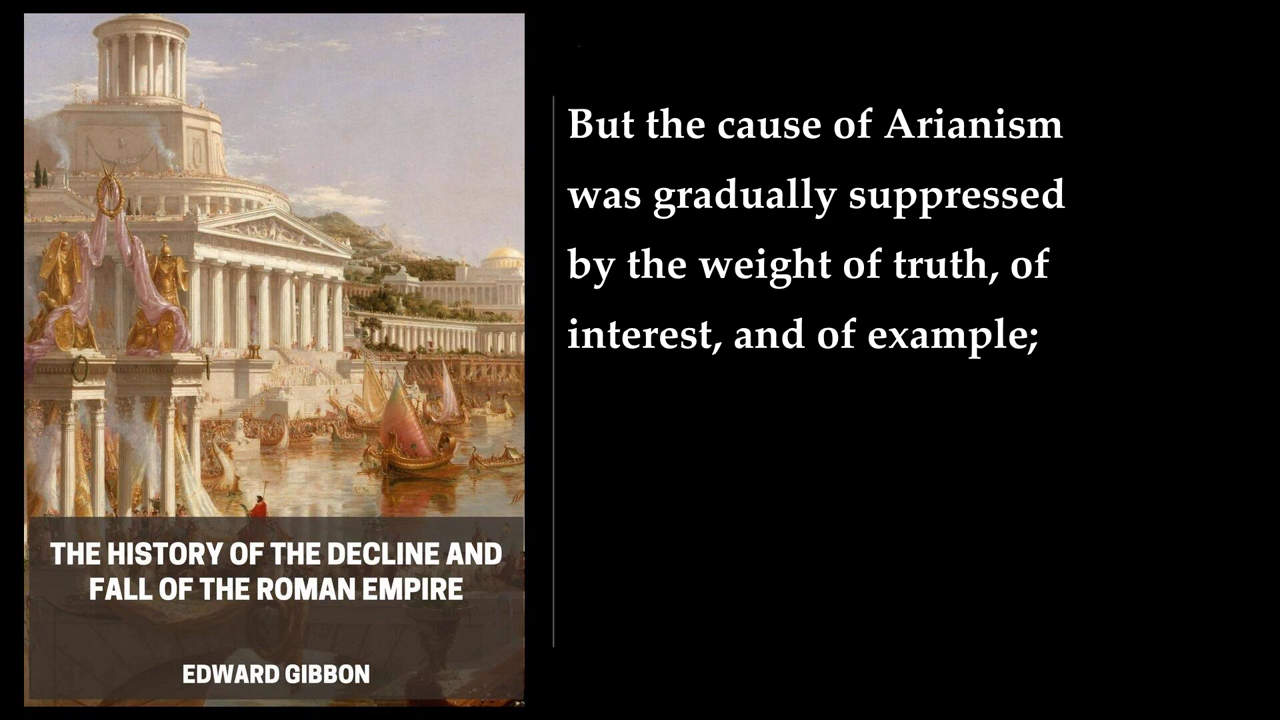 THE HISTORY OF THE DECLINE AND
FALL OF THE ROMAN EMPIRE
EDWARD GIBBON
But the cause of Arianism
was gradually suppressed
by the weight of truth, of
interest, and of example;